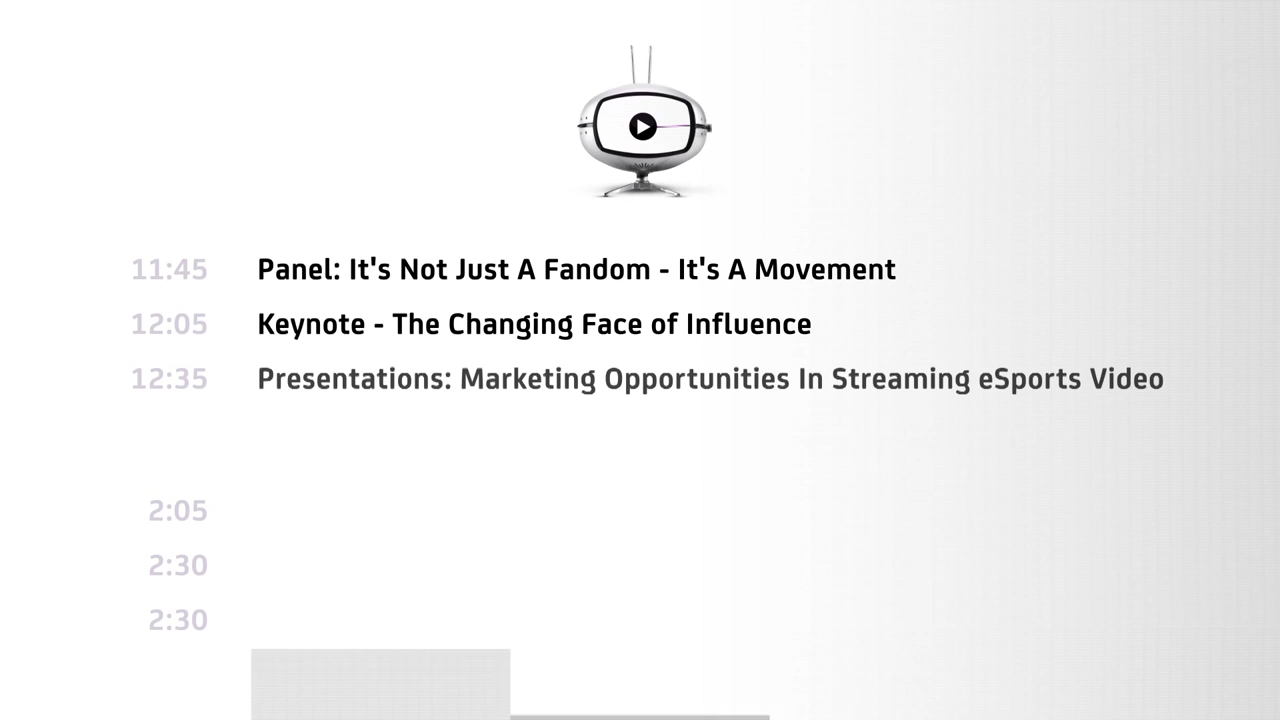 11:45 Panel: It's Not Just A Fandom - It's A Movement
12:05 Keynote - The Changing Face of Influence
12:35 Presentations: Marketing Opportunities In Streaming eSports Video
2:05
2:30
2:30